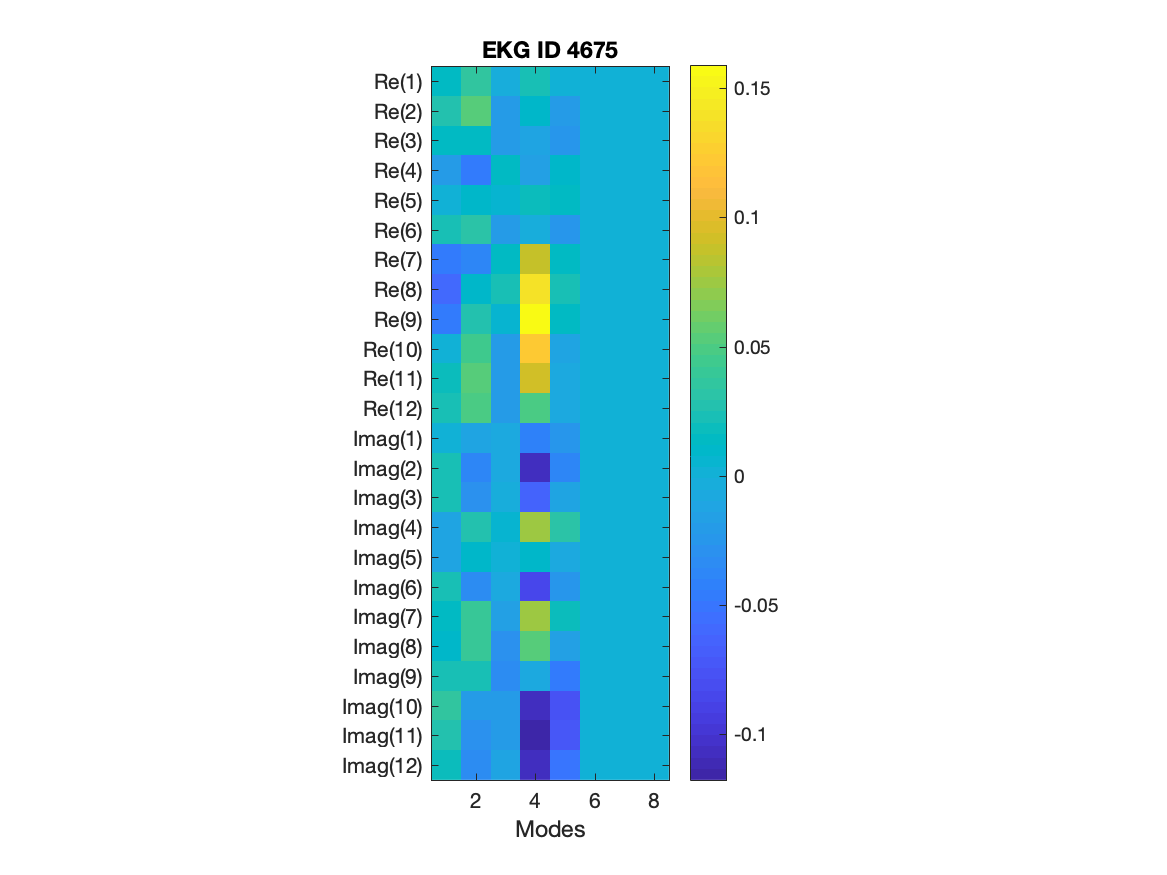 EKG ID 4675
Re(1)
Re(2)
Re(3)
Re(4)
Re(5)
Re(6)
Re(7)
Re(8)
Re(9)
Re(10)
Re(11)
Re(12)
Imag(1)
Imag(2)
Imag(3)
Imag(4)
Imag(5)
Imag(6)
Imag(7)
Imag(8)
Imag(9)
Imag(10)
Imag(11)
Imag(12)
2 4 6 8
Modes
0.15
0.1
0.05
0
-0.05
-0.1